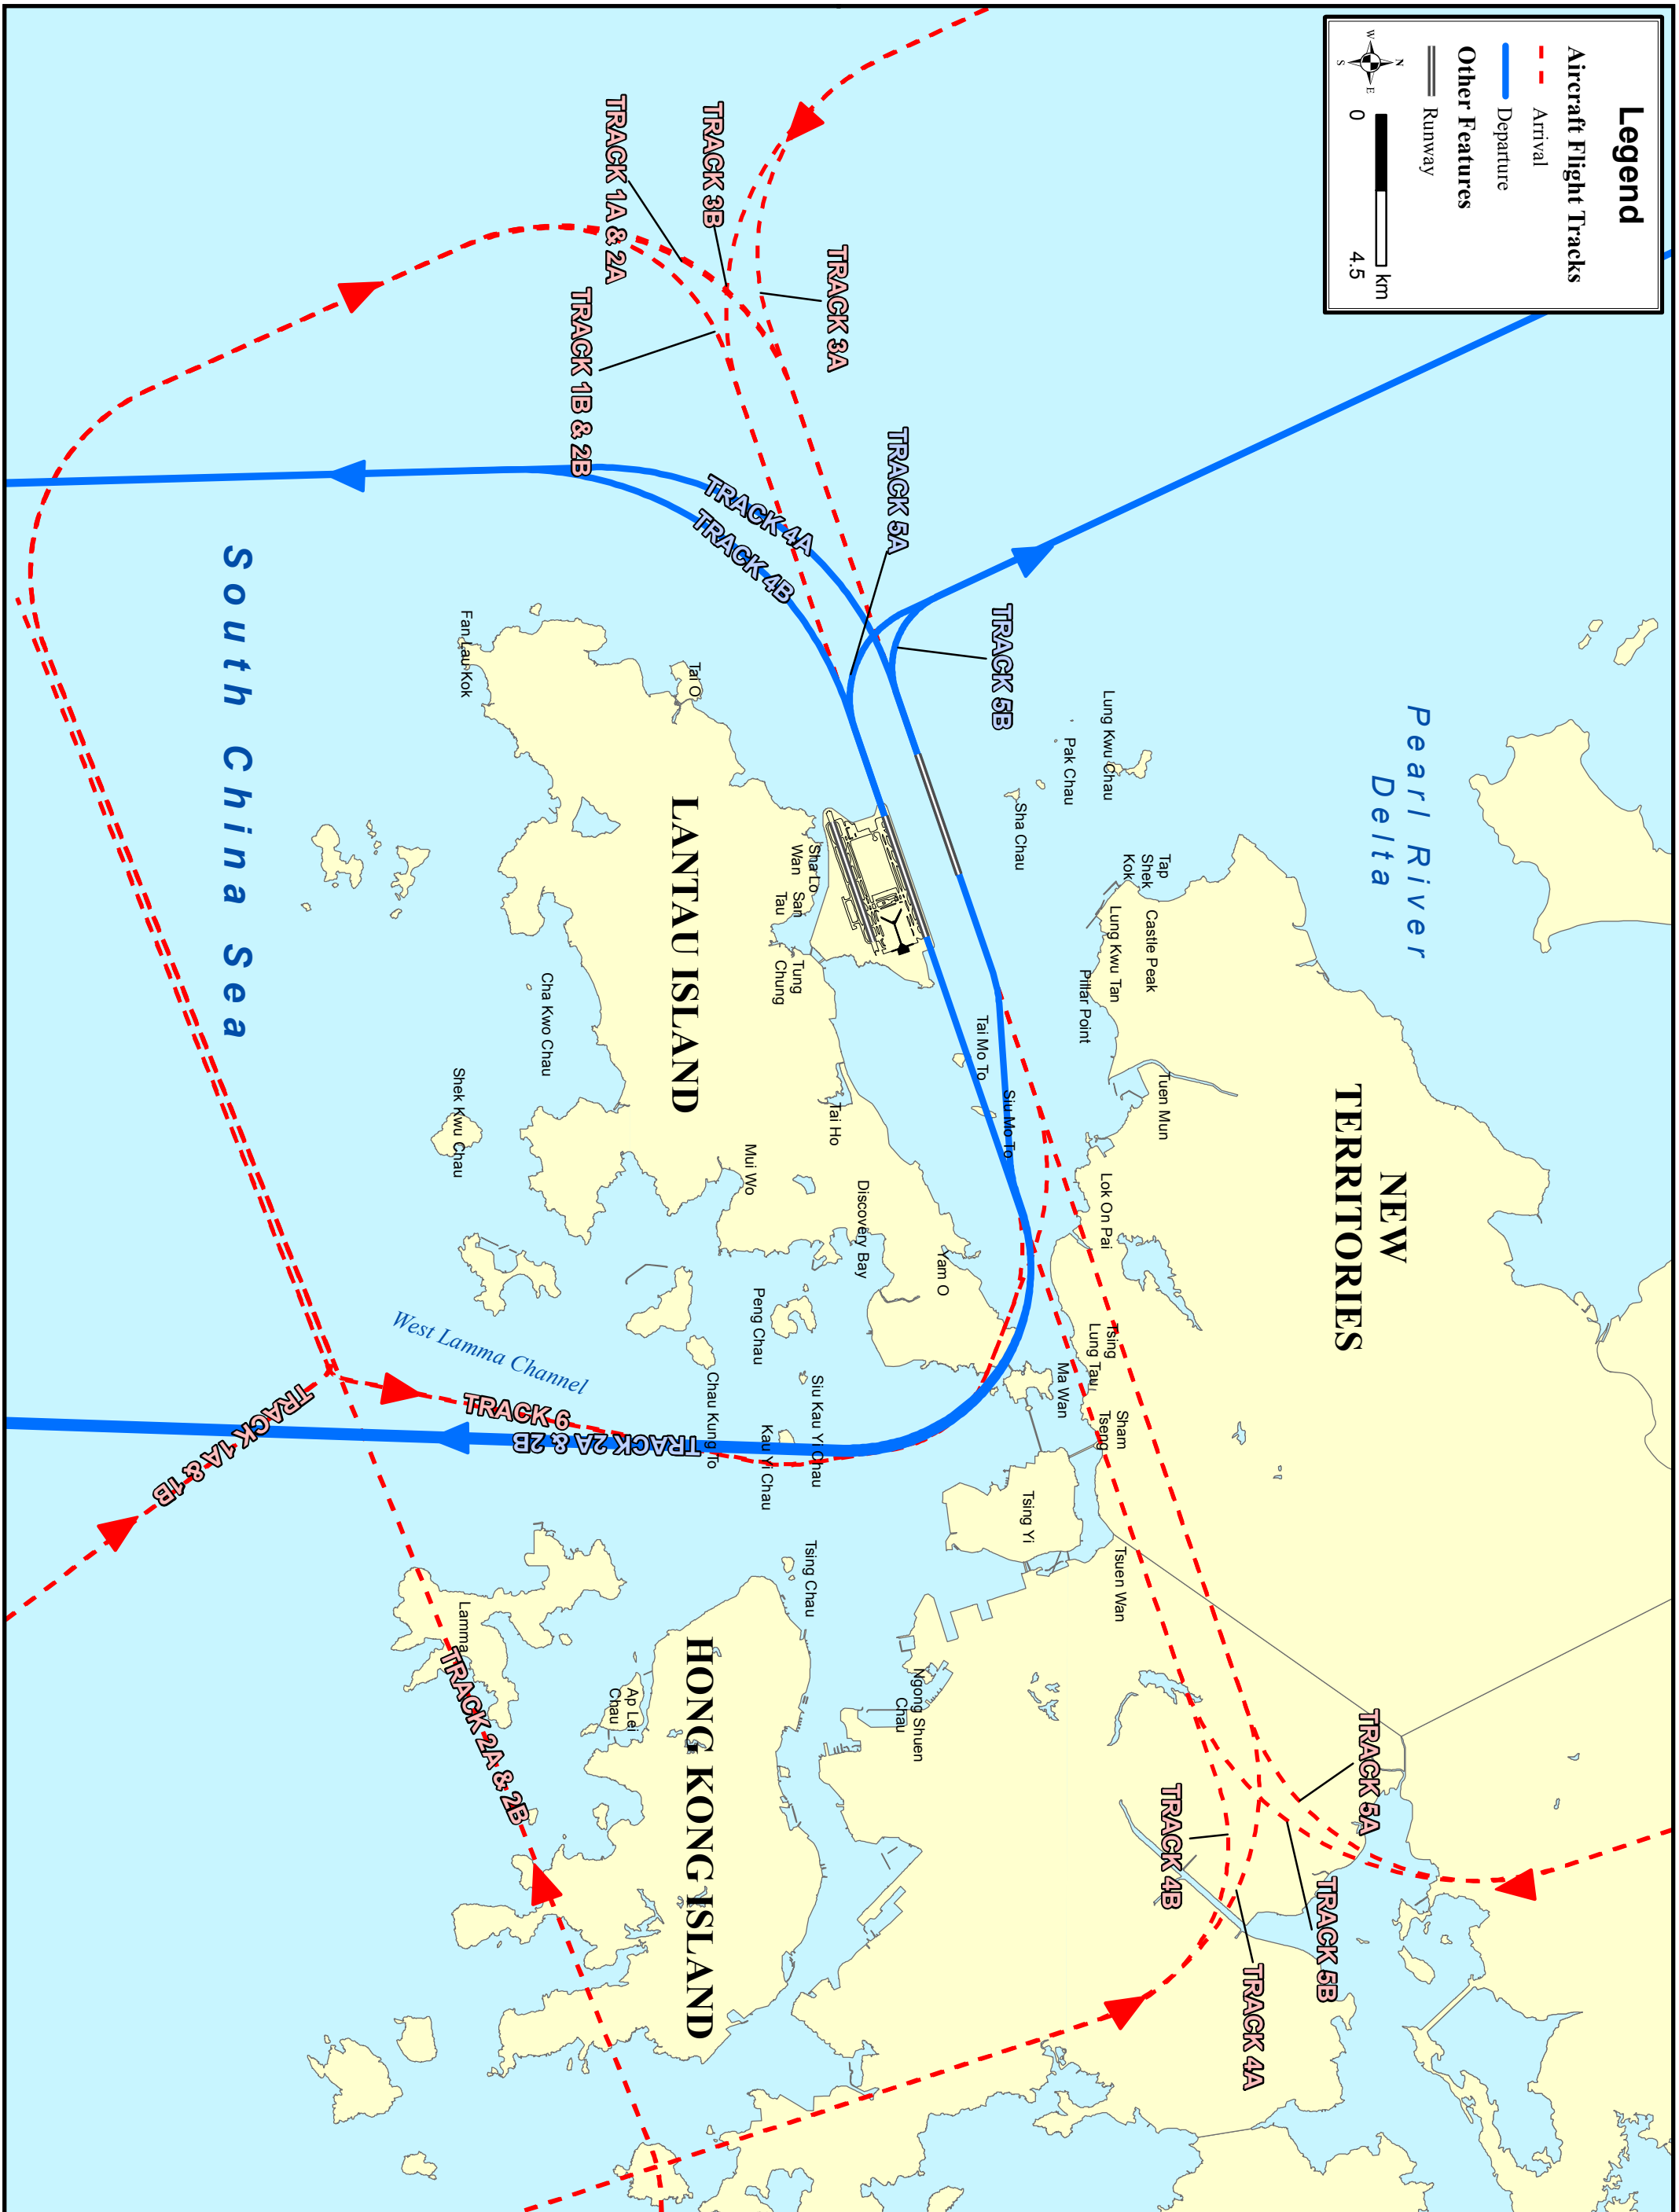 Legend
Aircraft Flight Tracks
Arrival
Departure
Other Features
Runway
N
W
E
S
0
4.5
km
Pearl River
Delta
South China Sea
West Lamma Channel
NEW
TERRITORIES
LANTAU ISLAND
HONG KONG ISLAND
TRACK 3A
TRACK 3B
TRACK 1A & 2A
TRACK 1B & 2B
TRACK 5A
TRACK 5B
TRACK 4A
TRACK 4B
TRACK 5A
TRACK 5B
TRACK 4B
TRACK 4A
TRACK 6
TRACK 2A & 2B
TRACK 1A & 1B
TRACK 2A & 2B
Lung Kwu Chau
Pak Chau
Sha Chau
Tap
Shek
Kok
Castle Peak
Lung Kwu Tan
Pillar Point
Tuen Mun
Lok On Pai
Tsing
Lung Tau
Sham
Tseng
Ma Wan
Tsing Yi
Tsuen Wan
Ngong Shuen
Chau
Tai Mo To
Siu Mo To
Fan Lau Kok
Tai O
Sha Lo
Wan
San
Tau
Tung
Chung
Tai Ho
Discovery Bay
Yam O
Mui Wo
Peng Chau
Siu Kau Yi Chau
Kau Yi Chau
Chau Kung To
Cha Kwo Chau
Shek Kwu Chau
Tsing Chau
Lamma
Ap Lei
Chau